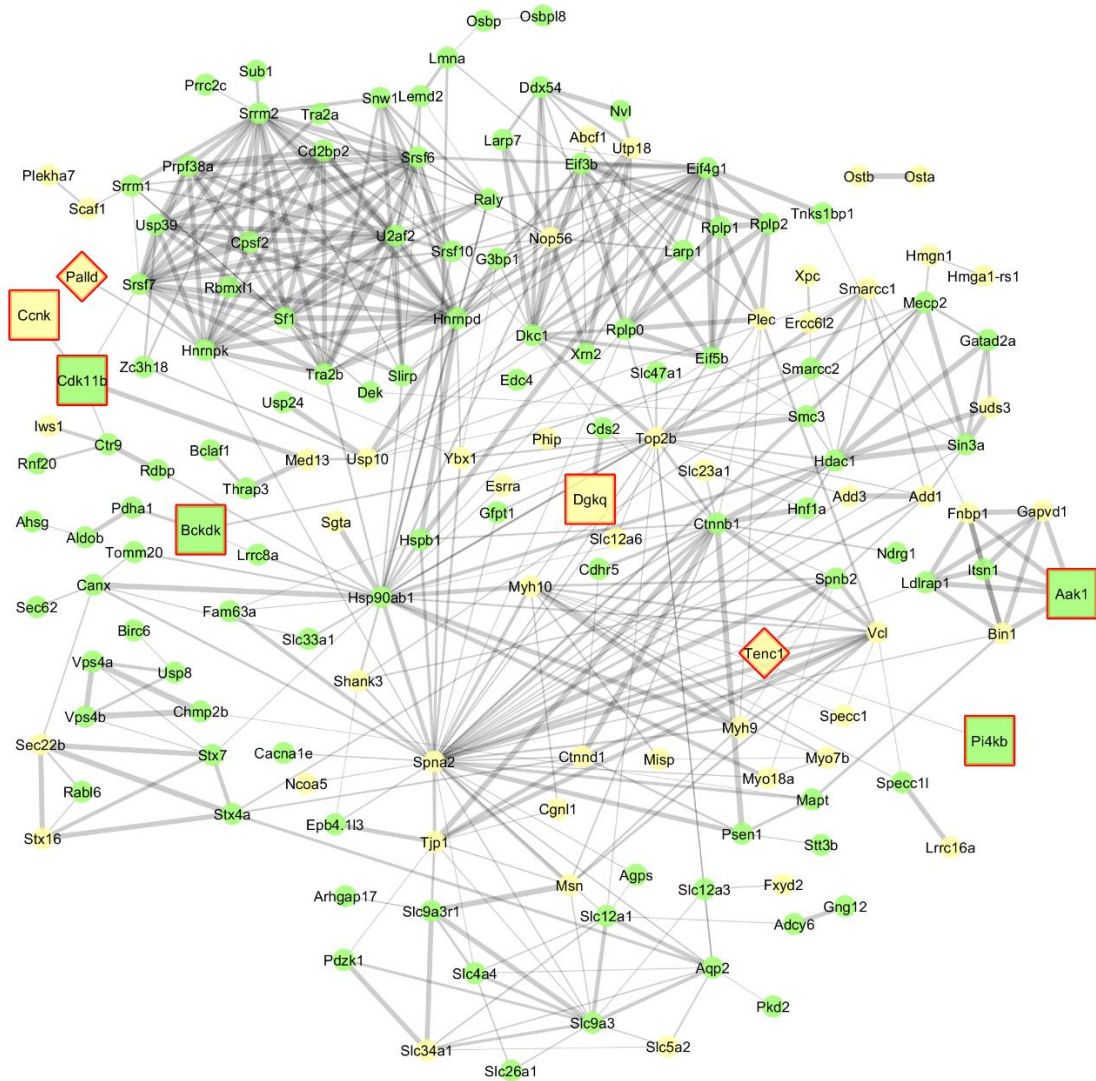 Osbp
Osbpl8
Lmna
Sub1
Prrc2c
Srrm2
Tra2a
Snw1
Lemd2
Ddx54
Nvl
Larp7
Abcf1
Utp18
Cd2bp2
Srsf6
Prpf38a
Eif3b
Eif4g1
Ostb
Osta
Plekha7
Scaf1
Srrm1
Raly
Tnks1bp1
Usp39
Cpsf2
U2af2
Srsf10
Nop56
G3bp1
Larp1
Rplp1
Rplp2
Hmgn1
Hmga1-rs1
Palld
Xpc
Smarcc1
Mecp2
Srsf7
Rbmxl1
Sf1
Hnrnpd
Ccnk
Dkc1
Rplp0
Plec
Ercc6l2
Gatad2a
Hnrnpk
Xrn2
Eif5b
Zc3h18
Tra2b
Slirp
Slc47a1
Smarcc2
Cdk11b
Edc4
Dek
Suds3
Usp24
Smc3
Iws1
Ctr9
Cds2
Phip
Top2b
Sin3a
Rnf20
Rdbp
Bclaf1
Med13
Usp10
Ybx1
Slc23a1
Hdac1
Thrap3
Esrra
Dgkq
Add3
Add1
Pdha1
Gfpt1
Hnf1a
Fnbp1
Gapvd1
Ahsg
Aldob
Bckdk
Sgta
Slc12a6
Ctnnb1
Tomm20
Lrrc8a
Hspb1
Ndrg1
Itsn1
Canx
Cdhr5
Spnb2
Ldlrap1
Aak1
Sec62
Fam63a
Hsp90ab1
Myh10
Birc6
Slc33a1
Vcl
Bin1
Vps4a
Usp8
Tenc1
Shank3
Vps4b
Chmp2b
Specc1
Myh9
Sec22b
Stx7
Cacna1e
Spna2
Ctnnd1
Misp
Myo7b
Pi4kb
Rabl6
Ncoa5
Myo18a
Specc1l
Stx4a
Cgnl1
Mapt
Stx16
Epb4.1l3
Tjp1
Psen1
Stt3b
Lrrc16a
Arhgap17
Msn
Agps
Slc12a3
Fxyd2
Slc9a3r1
Slc12a1
Gng12
Adcy6
Pdzk1
Slc4a4
Aqp2
Pkd2
Slc9a3
Slc34a1
Slc5a2
Slc26a1